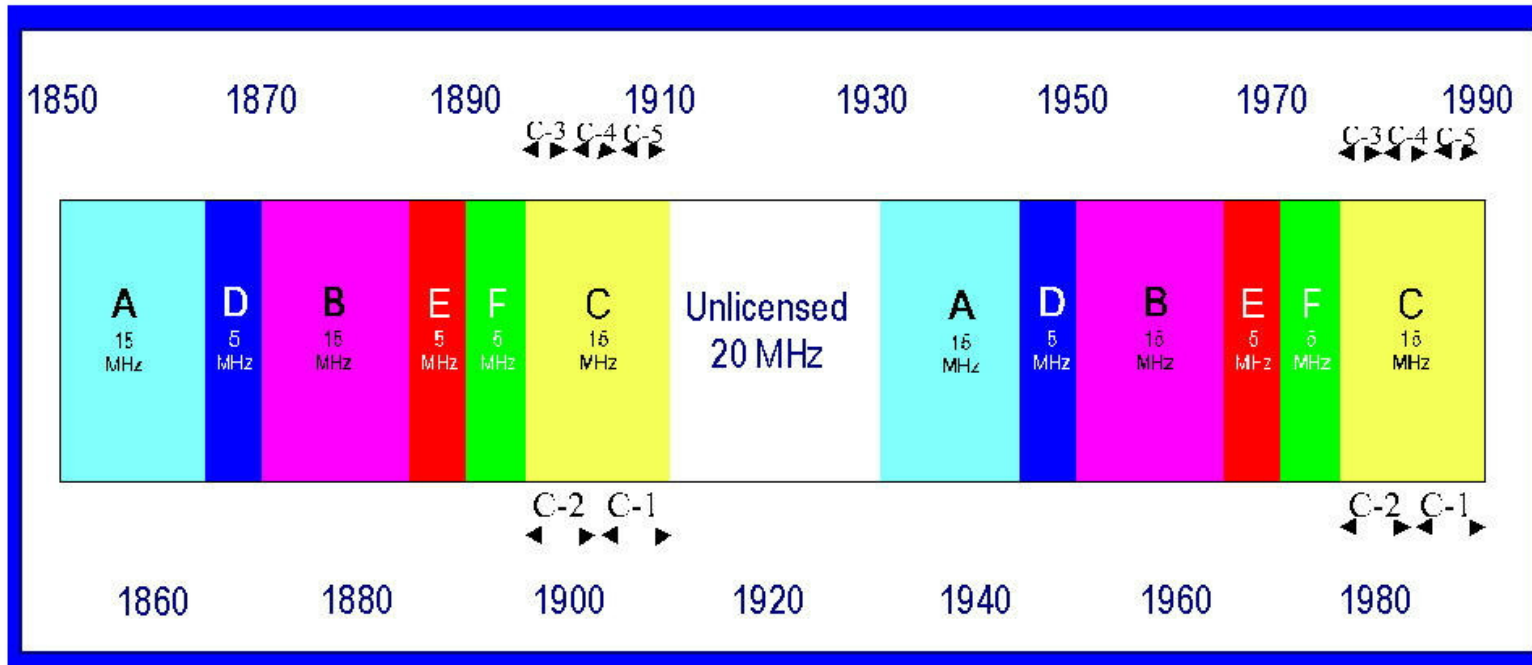 1850 1870 1890 1910 1930 1950 1970 1990
C-3 C-4 C-5 C-3 C-4 C-5
A D B E F C Unlicensed A D B E F C
15 5 15 5 5 15 20 MHz 15 5 15 5 5 15
MHz MHz MHz MHz MHz MHz MHz MHz MHz MHz MHz MHz
C-2 C-1 C-2 C-1
1860 1880 1900 1920 1940 1960 1980